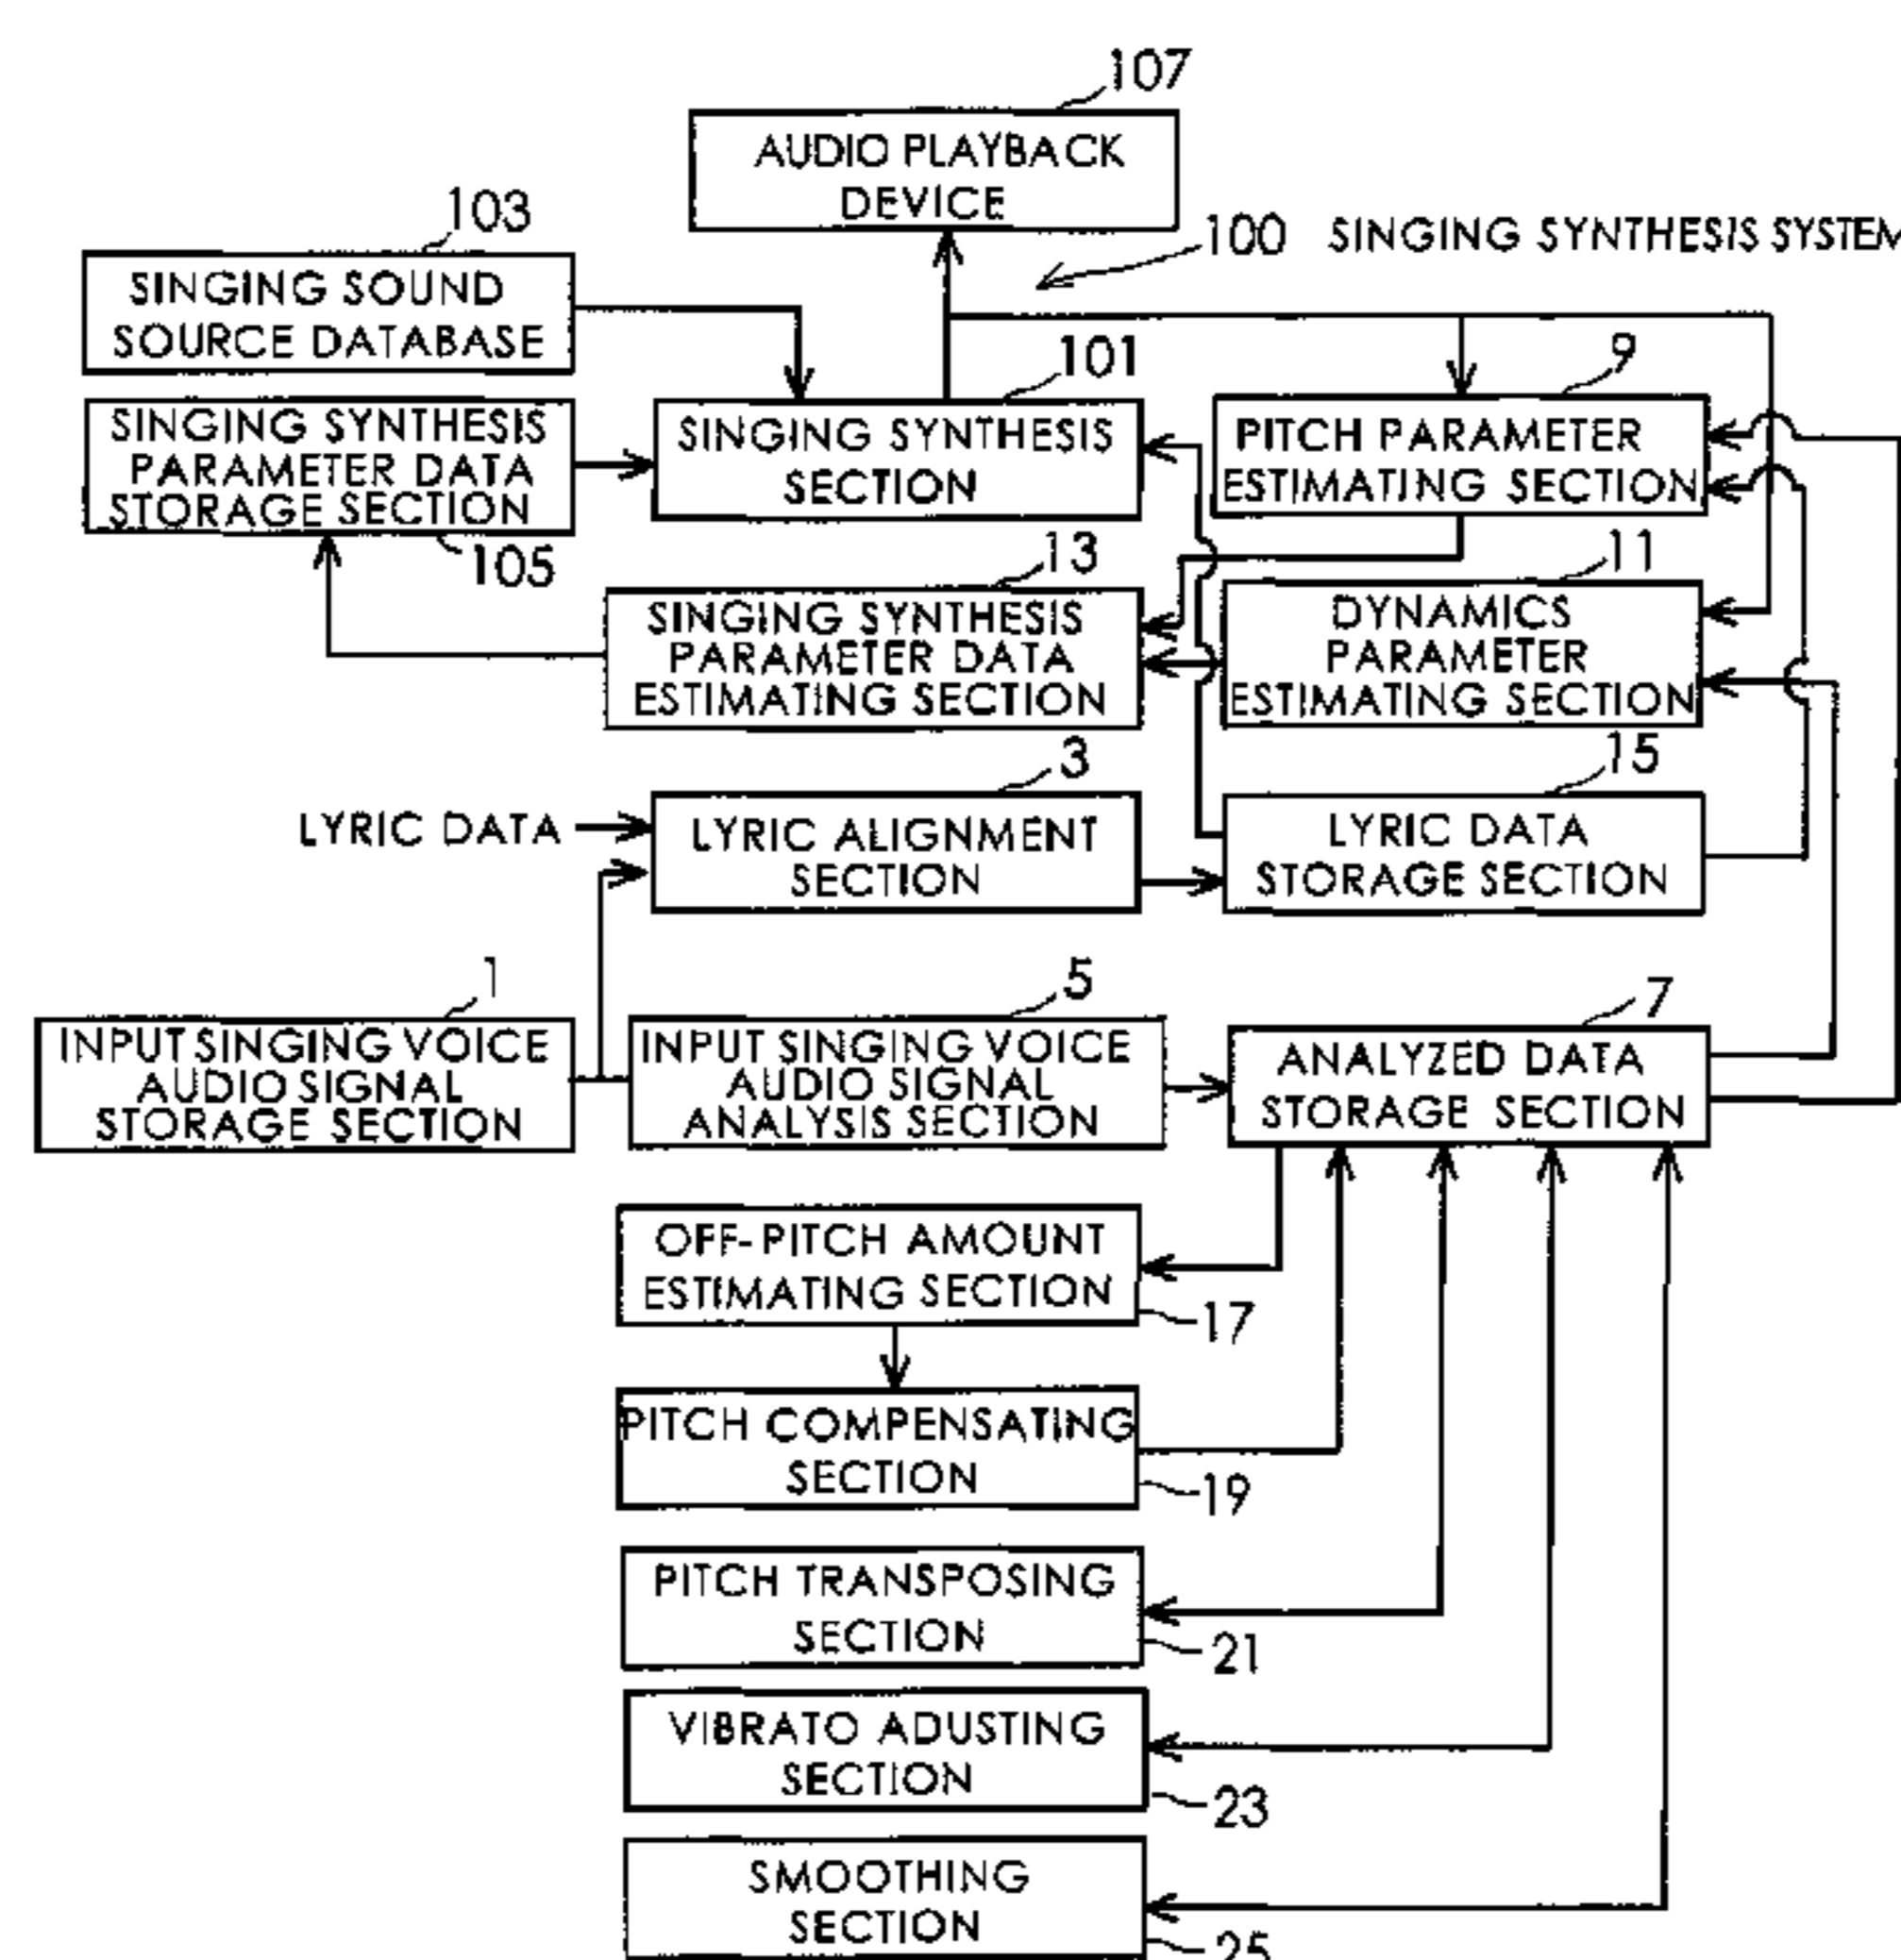 107
AUDIO PLAYBACK
DEVICE
103
100 SINGING SYNTHESIS SYSTEM
SINGING SOUND
SOURCE DATABASE
101
9
SINGING SYNTHESIS
PARAMETER DATA
STORAGE SECTION
105
SINGING SYNTHESIS
SECTION
PITCH PARAMETER
ESTIMATING SECTION
13
11
SINGING SYNTHESIS
PARAMETER DATA
ESTIMATING SECTION
DYNAMICS
PARAMETER
ESTIMATING SECTION
3
15
LYRIC DATA
LYRIC ALIGNMENT
SECTION
LYRIC DATA
STORAGE SECTION
1
5
7
INPUT SINGING VOICE
AUDIO SIGNAL
STORAGE SECTION
INPUT SINGING VOICE
AUDIO SIGNAL
ANALYSIS SECTION
ANALYZED DATA
STORAGE SECTION
OFF-PITCH AMOUNT
ESTIMATING SECTION
17
PITCH COMPENSATING
SECTION
19
PITCH TRANSPOSING
SECTION
21
VIBRATO ADUSTING
SECTION
23
SMOOTHING
SECTION
25